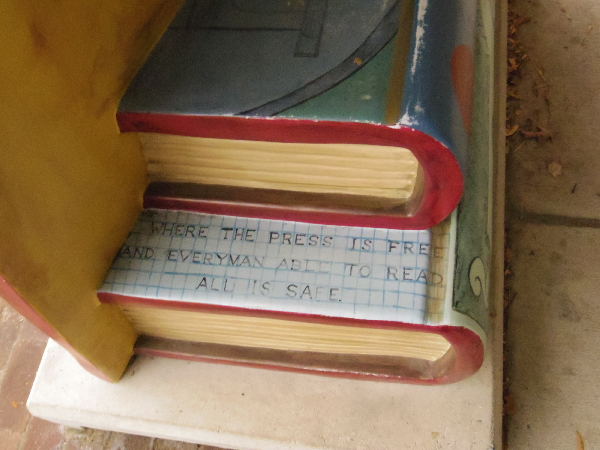 WHERE THE PRESS IS FREE
AND EVERYMAN ABLE TO READ,
ALL IS SAFE.